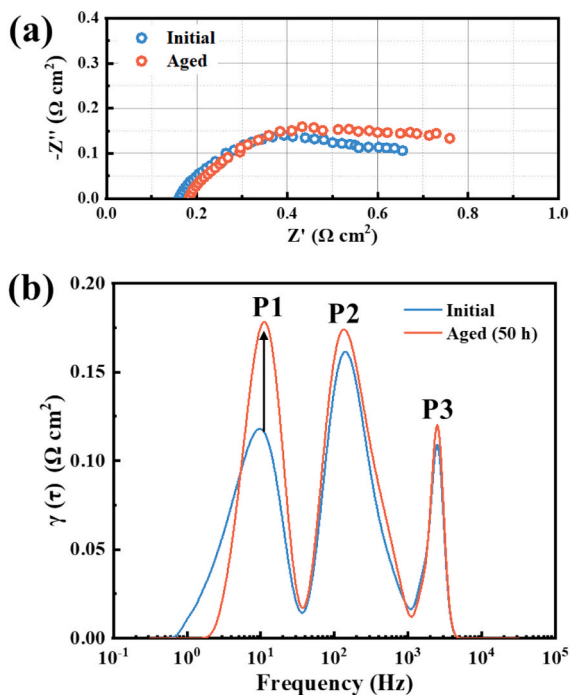 (a)
Initial
Aged
-Z'' (Ω cm²)
0.4
0.3
0.2
0.1
0.0
0.0 0.2 0.4 0.6 0.8 1.0
Z' (Ω cm²)
(b)
P1 P2 P3
Initial
Aged (50 h)
γ (τ) (Ω cm²)
0.20
0.15
0.10
0.05
0.00
10⁻¹ 10⁰ 10¹ 10² 10³ 10⁴ 10⁵
Frequency (Hz)